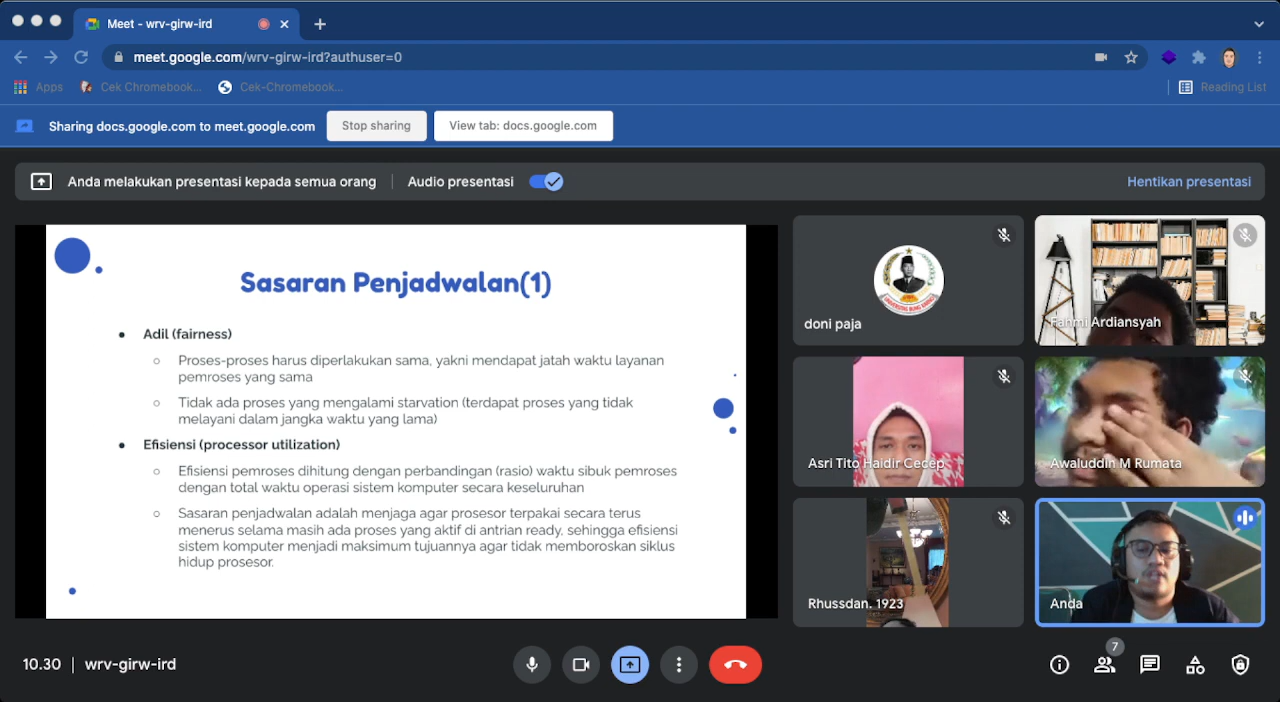 Meet - wrv-girw-ird
meet.google.com/wrv-girw-ird?authuser=0
Apps
Cek Chromebook...
Cek-Chromebook...
Reading List
Sharing docs.google.com to meet.google.com
Stop sharing
View tab: docs.google.com
Anda melakukan presentasi kepada semua orang
Audio presentasi
Hentikan presentasi
Sasaran Penjadwalan(1)
● Adil (fairness)
○ Proses-proses harus diperlakukan sama, yakni mendapat jatah waktu layanan
pemroses yang sama
○ Tidak ada proses yang mengalami starvation (terdapat proses yang tidak
melayani dalam jangka waktu yang lama)
● Efisiensi (processor utilization)
○ Efisiensi pemroses dihitung dengan perbandingan (rasio) waktu sibuk pemroses
dengan total waktu operasi sistem komputer secara keseluruhan
○ Sasaran penjadwalan adalah menjaga agar prosesor terpakai secara terus
menerus selama masih ada proses yang aktif di antrian ready, sehingga efisiensi
sistem komputer menjadi maksimum tujuannya agar tidak memboroskan siklus
hidup prosesor.
doni paja
Fahmi Ardiansyah
Asri Tito Haidir Cecep
Awaluddin M Rumata
Rhussdan. 1923
Anda
10.30 | wrv-girw-ird
7